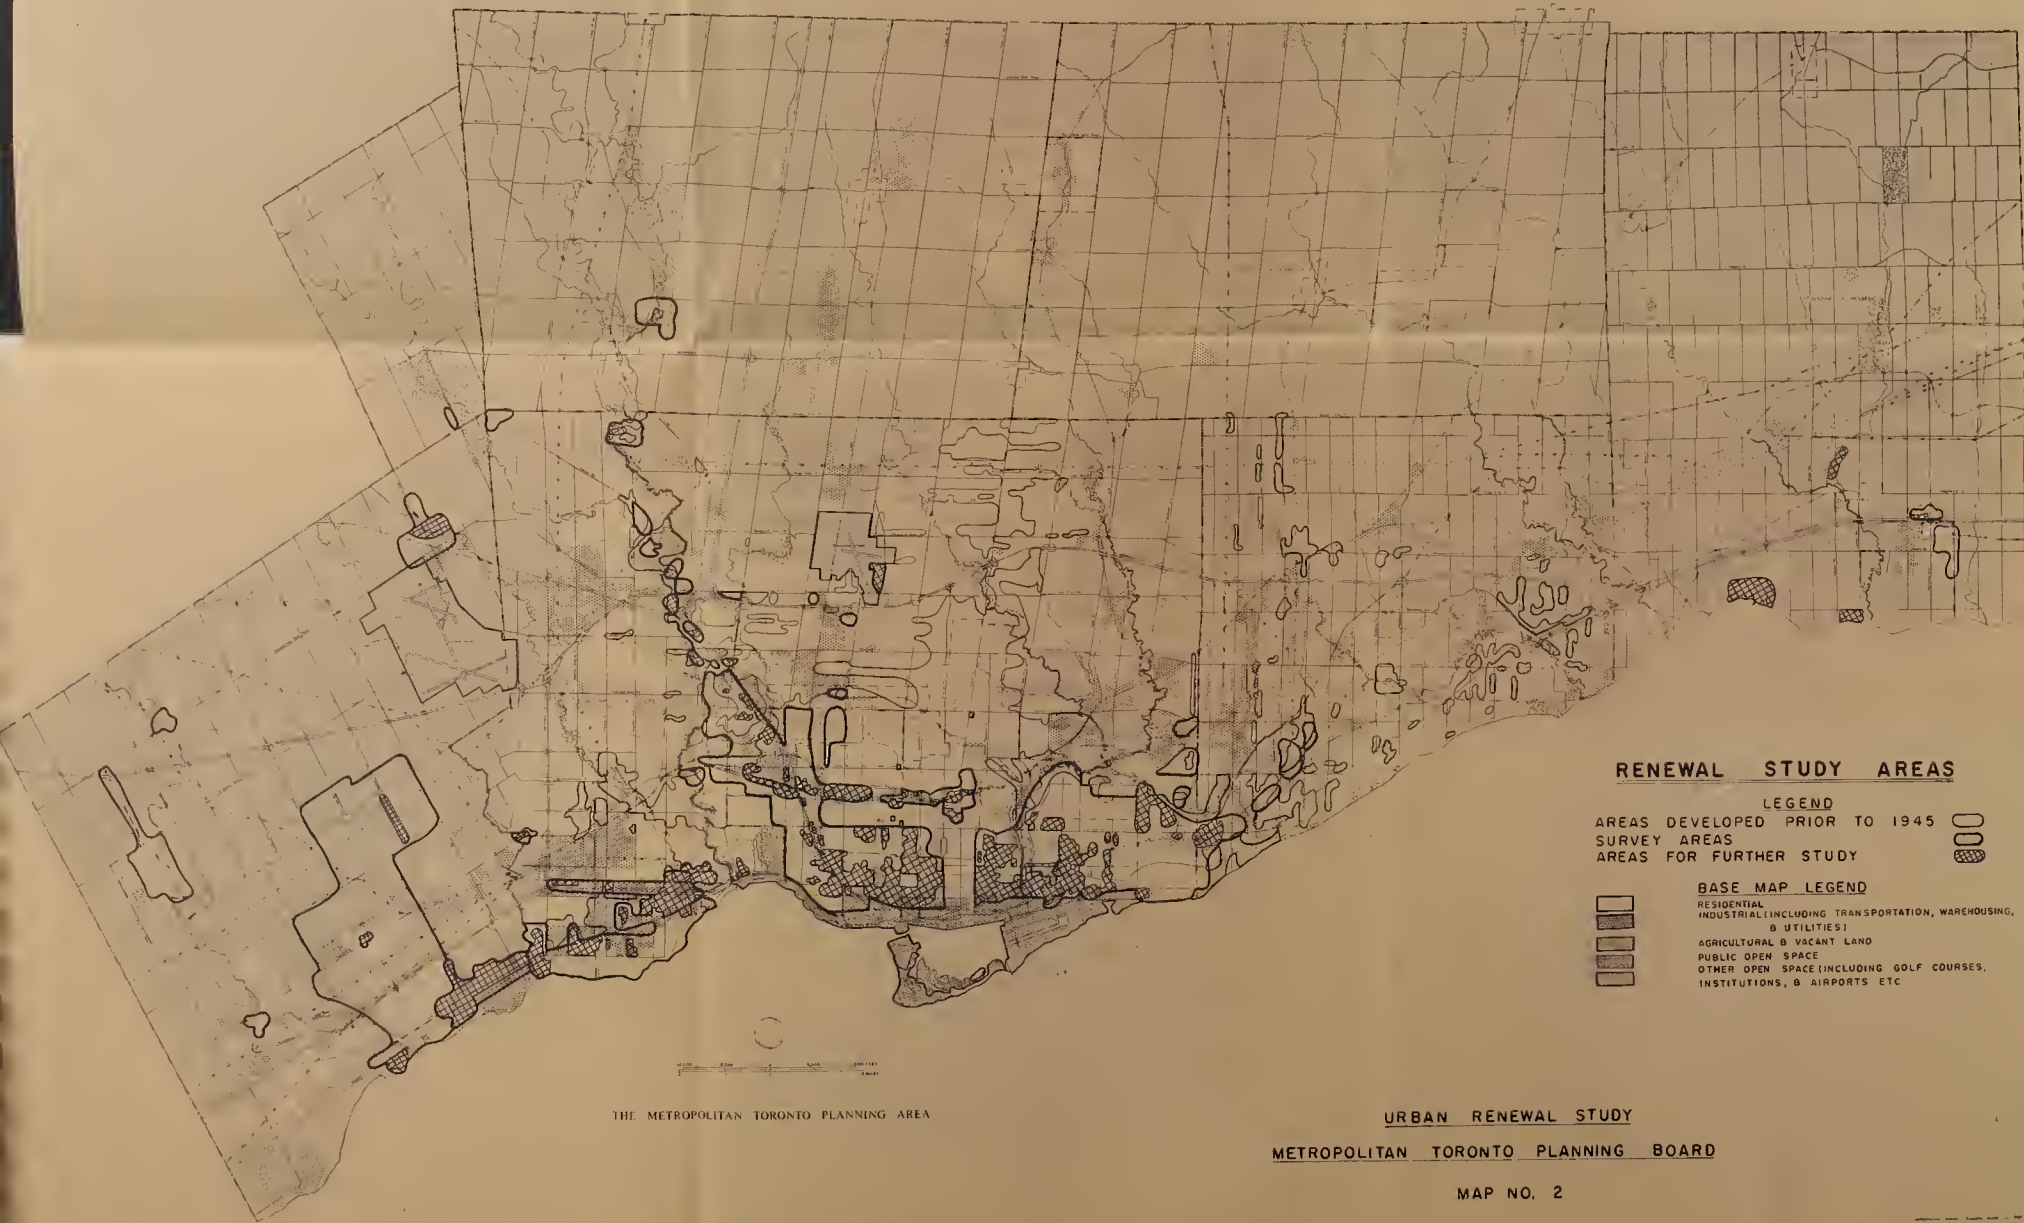 RENEWAL STUDY AREAS
LEGEND
AREAS DEVELOPED PRIOR TO 1945
SURVEY AREAS
AREAS FOR FURTHER STUDY
BASE MAP LEGEND
RESIDENTIAL
INDUSTRIAL (INCLUDING TRANSPORTATION, WAREHOUSING,
& UTILITIES)
AGRICULTURAL & VACANT LAND
PUBLIC OPEN SPACE
OTHER OPEN SPACE (INCLUDING GOLF COURSES,
INSTITUTIONS, & AIRPORTS ETC
THE METROPOLITAN TORONTO PLANNING AREA
URBAN RENEWAL STUDY
METROPOLITAN TORONTO PLANNING BOARD
MAP NO. 2